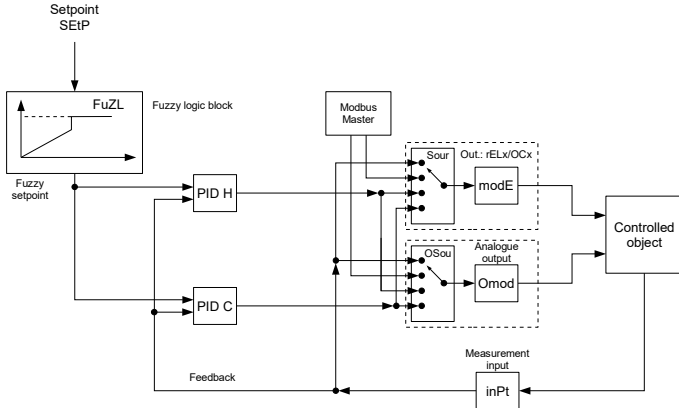 Setpoint
SEtP
FuZL
Fuzzy logic block
Fuzzy
setpoint
Modbus
Master
PID H
PID C
Sour
Out.: rELx/OCx
modE
OSou
Analogue
output
Omod
Controlled
object
Measurement
input
inPt
Feedback